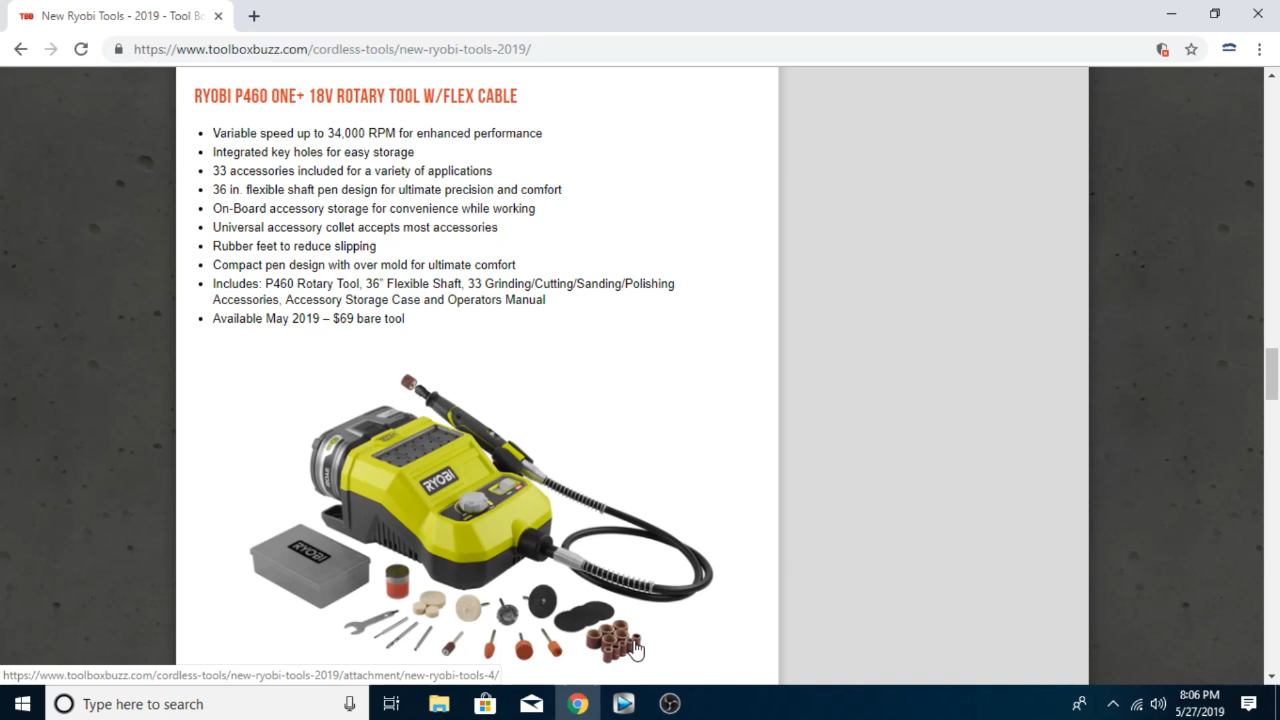 TBB New Ryobi Tools - 2019 - Tool Bo
https://www.toolboxbuzz.com/cordless-tools/new-ryobi-tools-2019/
RYOBI P460 ONE+ 18V ROTARY TOOL W/FLEX CABLE
• Variable speed up to 34,000 RPM for enhanced performance
• Integrated key holes for easy storage
• 33 accessories included for a variety of applications
• 36 in. flexible shaft pen design for ultimate precision and comfort
• On-Board accessory storage for convenience while working
• Universal accessory collet accepts most accessories
• Rubber feet to reduce slipping
• Compact pen design with over mold for ultimate comfort
• Includes: P460 Rotary Tool, 36” Flexible Shaft, 33 Grinding/Cutting/Sanding/Polishing
Accessories, Accessory Storage Case and Operators Manual
• Available May 2019 – $69 bare tool
RYOBI
RYOBI
https://www.toolboxbuzz.com/cordless-tools/new-ryobi-tools-2019/attachment/new-ryobi-tools-4/
Type here to search
8:06 PM
5/27/2019